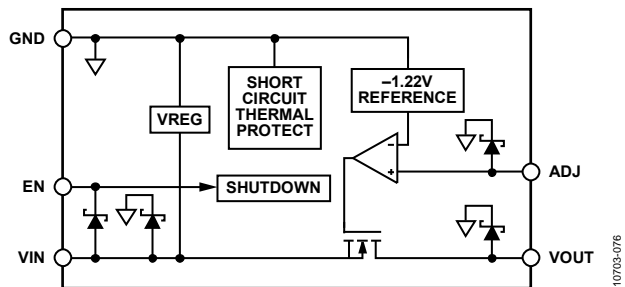 GND
SHORT
CIRCUIT
THERMAL
PROTECT
–1.22V
REFERENCE
VREG
–
+
ADJ
EN
SHUTDOWN
VIN
VOUT
10703-076